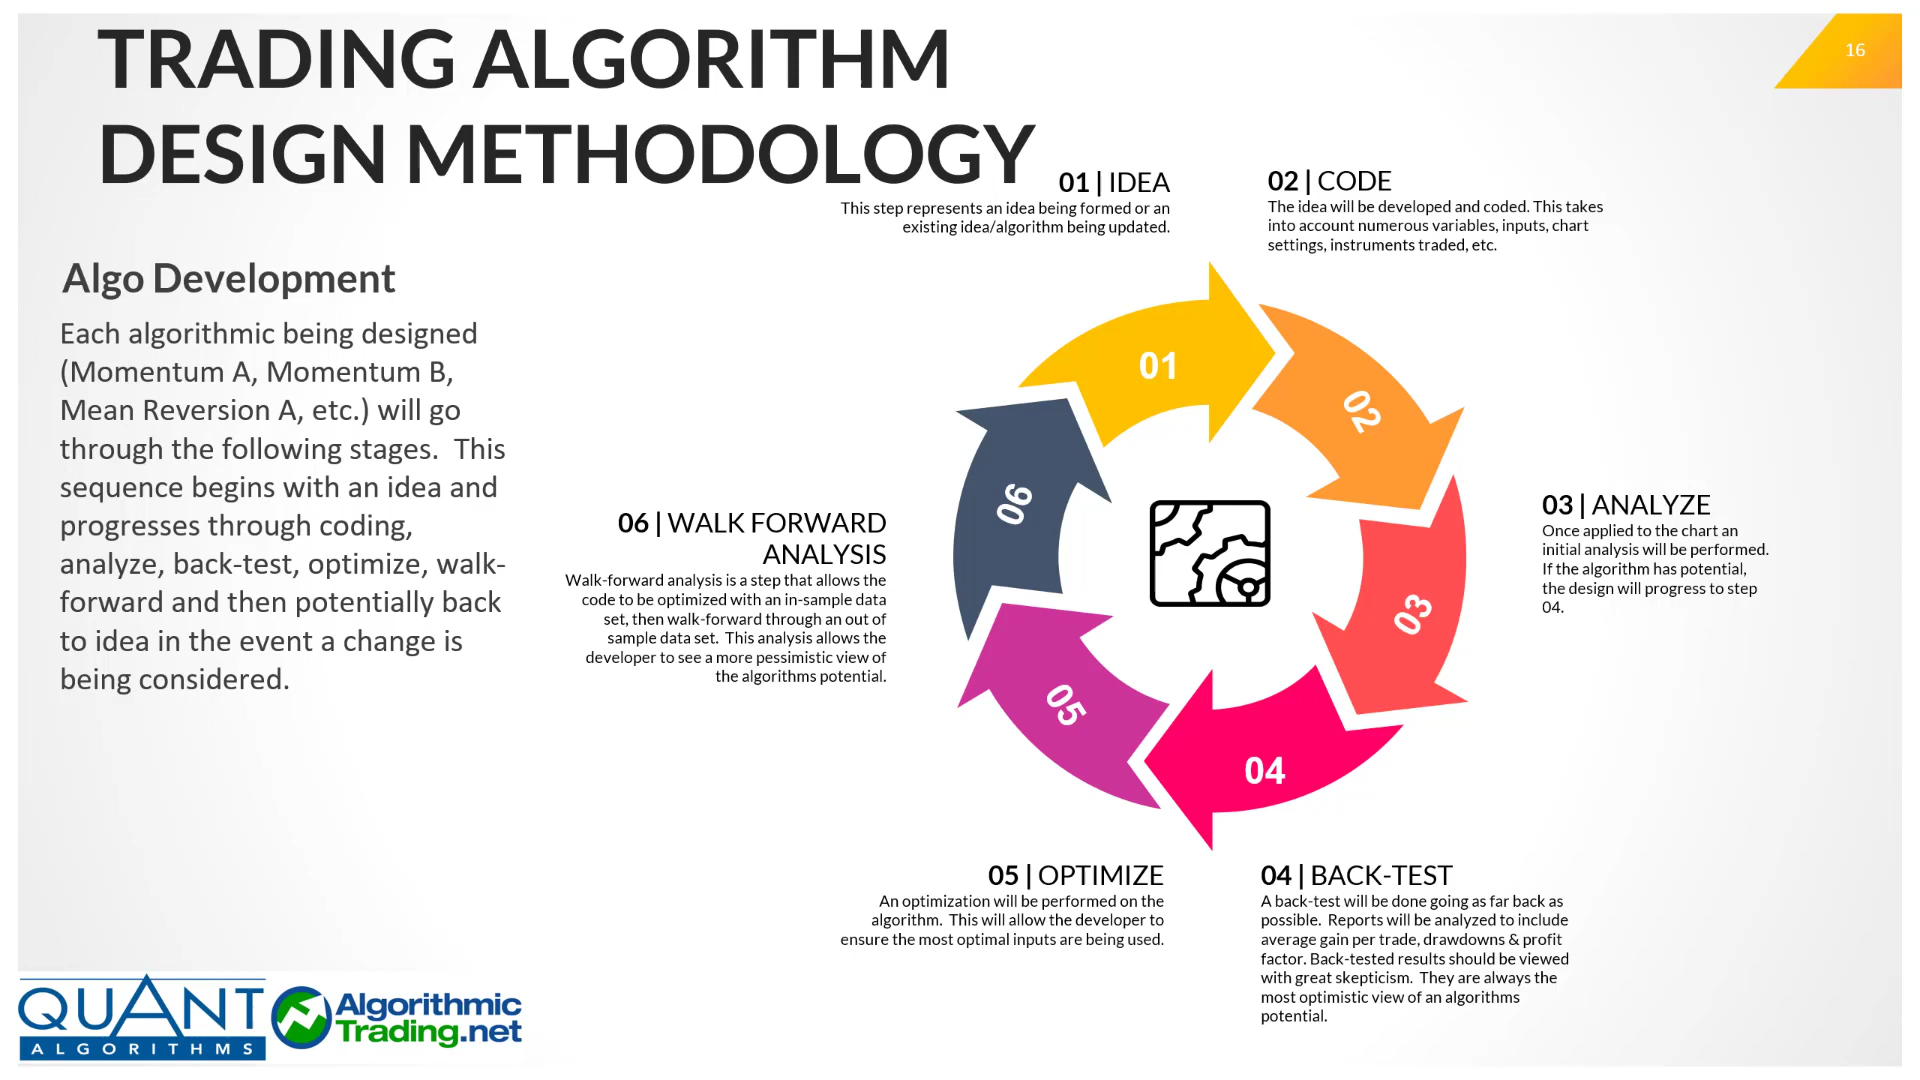 TRADING ALGORITHM
DESIGN METHODOLOGY
16
Algo Development
Each algorithmic being designed
(Momentum A, Momentum B,
Mean Reversion A, etc.) will go
through the following stages.  This
sequence begins with an idea and
progresses through coding,
analyze, back-test, optimize, walk-
forward and then potentially back
to idea in the event a change is
being considered.
01 | IDEA
This step represents an idea being formed or an
existing idea/algorithm being updated.
02 | CODE
The idea will be developed and coded. This takes
into account numerous variables, inputs, chart
settings, instruments traded, etc.
03 | ANALYZE
Once applied to the chart an
initial analysis will be performed.
If the algorithm has potential,
the design will progress to step
04.
04 | BACK-TEST
A back-test will be done going as far back as
possible.  Reports will be analyzed to include
average gain per trade, drawdowns & profit
factor. Back-tested results should be viewed
with great skepticism.  They are always the
most optimistic view of an algorithms
potential.
05 | OPTIMIZE
An optimization will be performed on the
algorithm.  This will allow the developer to
ensure the most optimal inputs are being used.
06 | WALK FORWARD
ANALYSIS
Walk-forward analysis is a step that allows the
code to be optimized with an in-sample data
set, then walk-forward through an out of
sample data set.  This analysis allows the
developer to see a more pessimistic view of
the algorithms potential.
01
02
03
04
05
06
QUANT
ALGORITHMS
Algorithmic
Trading.net